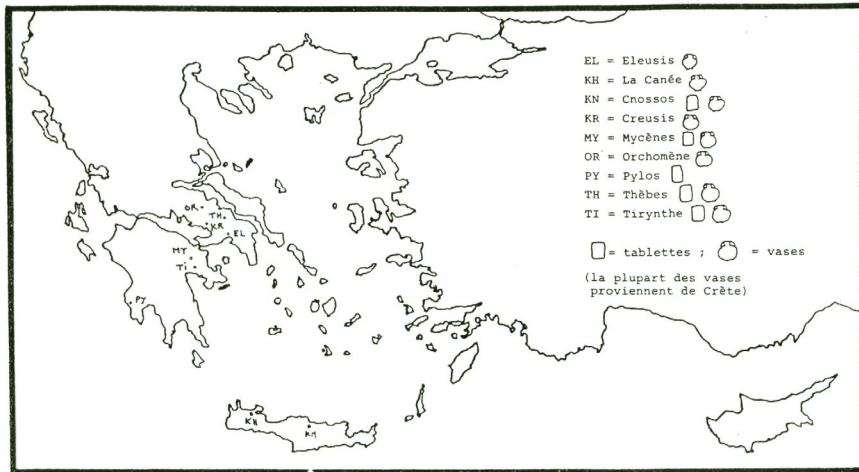 EL = Eleusis
KH = La Canée
KN = Cnossos
KR = Creusis
MY = Mycènes
OR = Orchomène
PY = Pylos
TH = Thèbes
TI = Tirynthe
= tablettes ; = vases
(la plupart des vases
proviennent de Crète)
OR
TH
KR
EL
MY
Ti
PY
KH